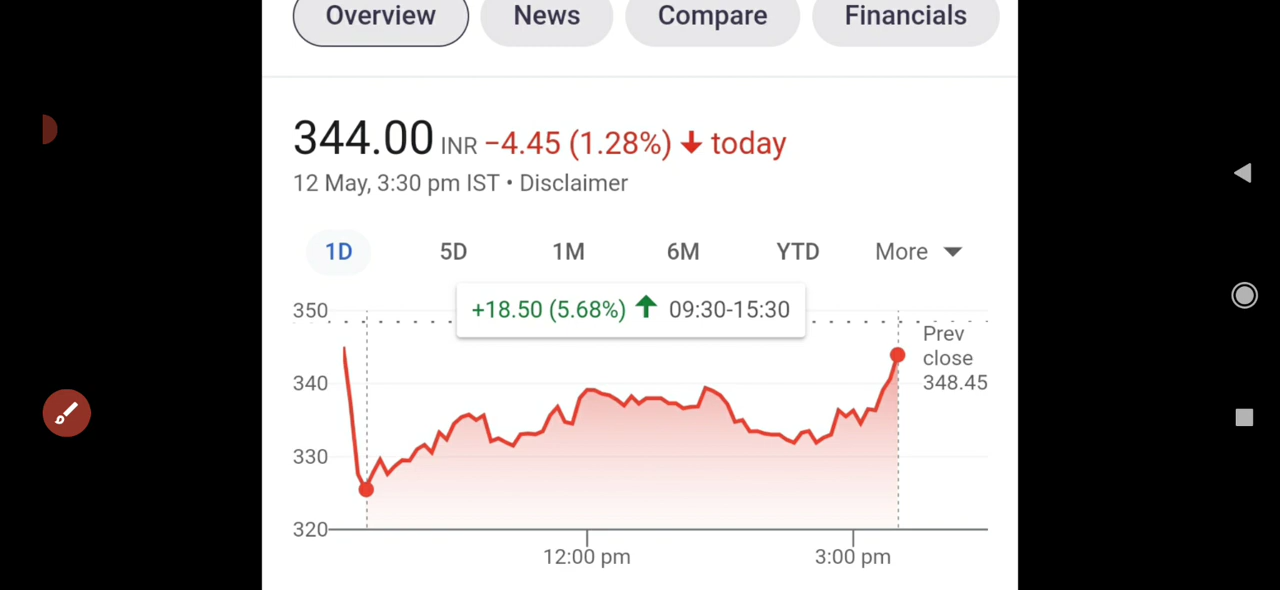 Overview News Compare Financials
344.00 INR −4.45 (1.28%) ↓ today
12 May, 3:30 pm IST • Disclaimer
1D 5D 1M 6M YTD More
+18.50 (5.68%) ↑ 09:30-15:30
350
340
330
320
Prev
close
348.45
12:00 pm 3:00 pm